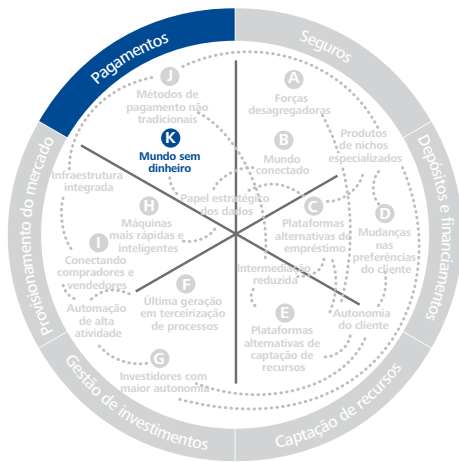 Pagamentos
Seguros
Depósitos e financiamentos
Captação de recursos
Gestão de investimentos
Provisionamento do mercado
J
Métodos de
pagamento não
tradicionais
K
Mundo sem
dinheiro
A
Forças
desagregadoras
B
Mundo
conectado
Produtos
de nichos
especializados
Infraestrutura
integrada
H
Máquinas
mais rápidas e
inteligentes
Papel estratégico
dos dados
C
Plataformas
alternativas de
empréstimo
D
Mudanças
nas
preferências
do cliente
I
Conectando
compradores e
vendedores
Intermediação
reduzida
F
Última geração
em terceirização
de processos
Automação
de alta
atividade
E
Plataformas
alternativas de
captação de
recursos
Autonomia
do cliente
G
Investidores com
maior autonomia